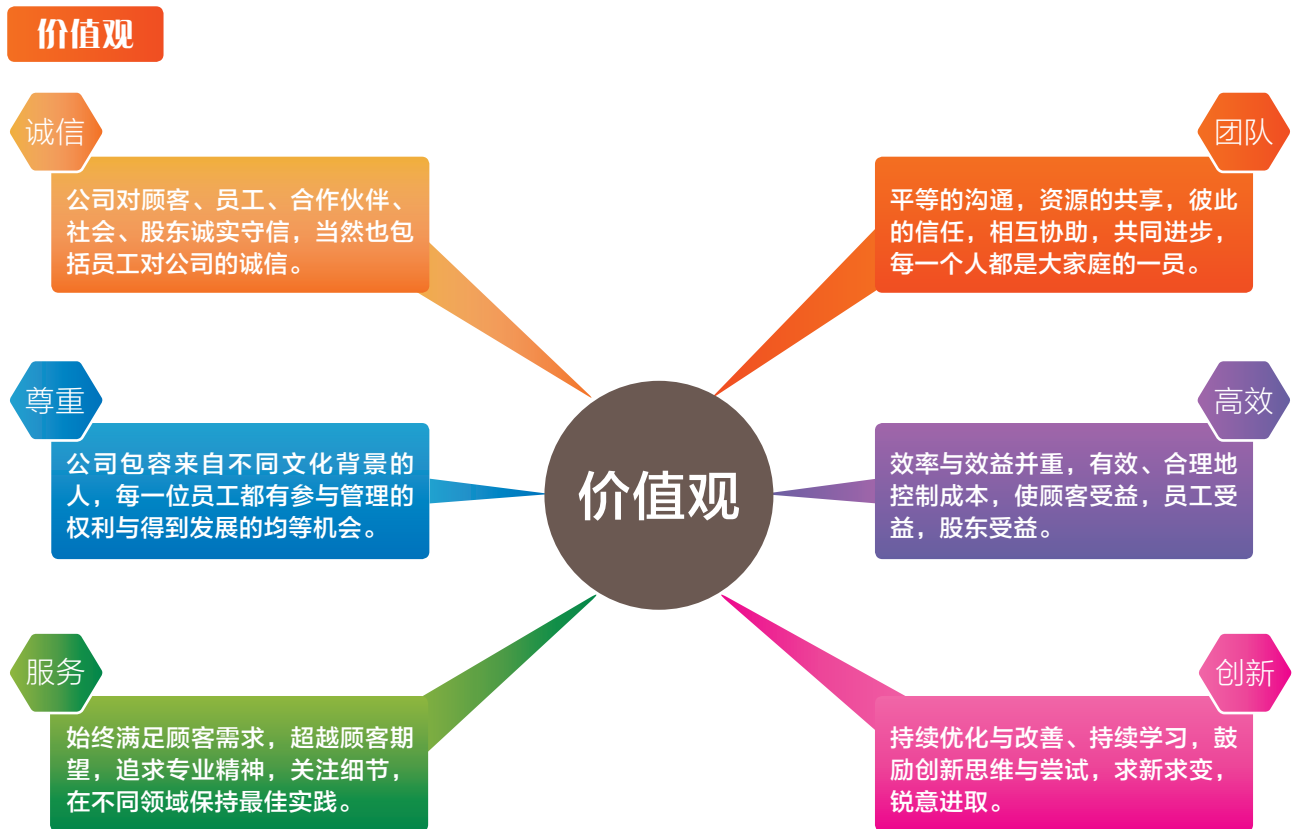 价值观
诚信
公司对顾客、员工、合作伙伴、
社会、股东诚实守信，当然也包
括员工对公司的诚信。
团队
平等的沟通，资源的共享，彼此
的信任，相互协助，共同进步，
每一个人都是大家庭的一员。
尊重
公司包容来自不同文化背景的
人，每一位员工都有参与管理的
权利与得到发展的均等机会。
价值观
高效
效率与效益并重，有效、合理地
控制成本，使顾客受益，员工受
益，股东受益。
服务
始终满足顾客需求，超越顾客期
望，追求专业精神，关注细节，
在不同领域保持最佳实践。
创新
持续优化与改善、持续学习，鼓
励创新思维与尝试，求新求变，
锐意进取。